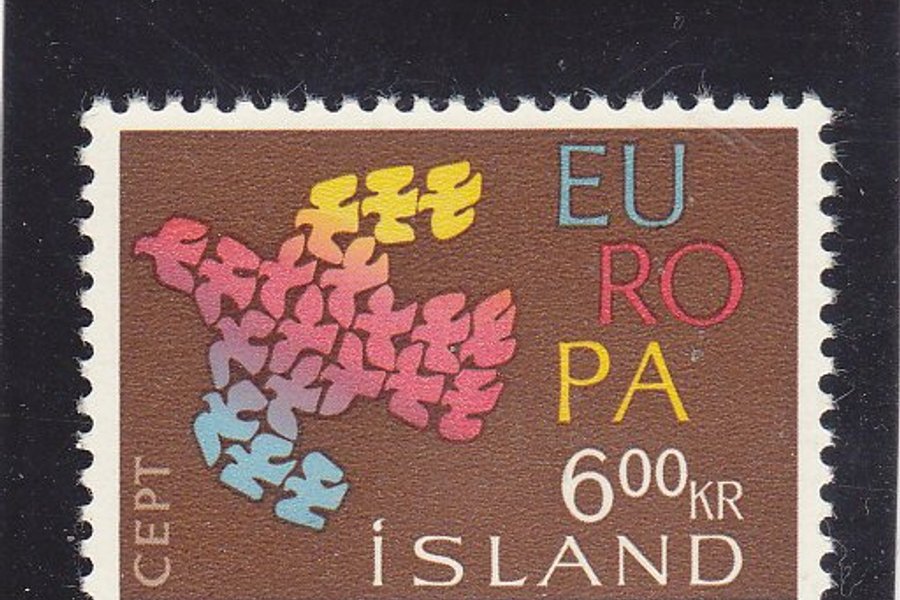 EU
RO
PA
600KR
CEPT
ÍSLAND